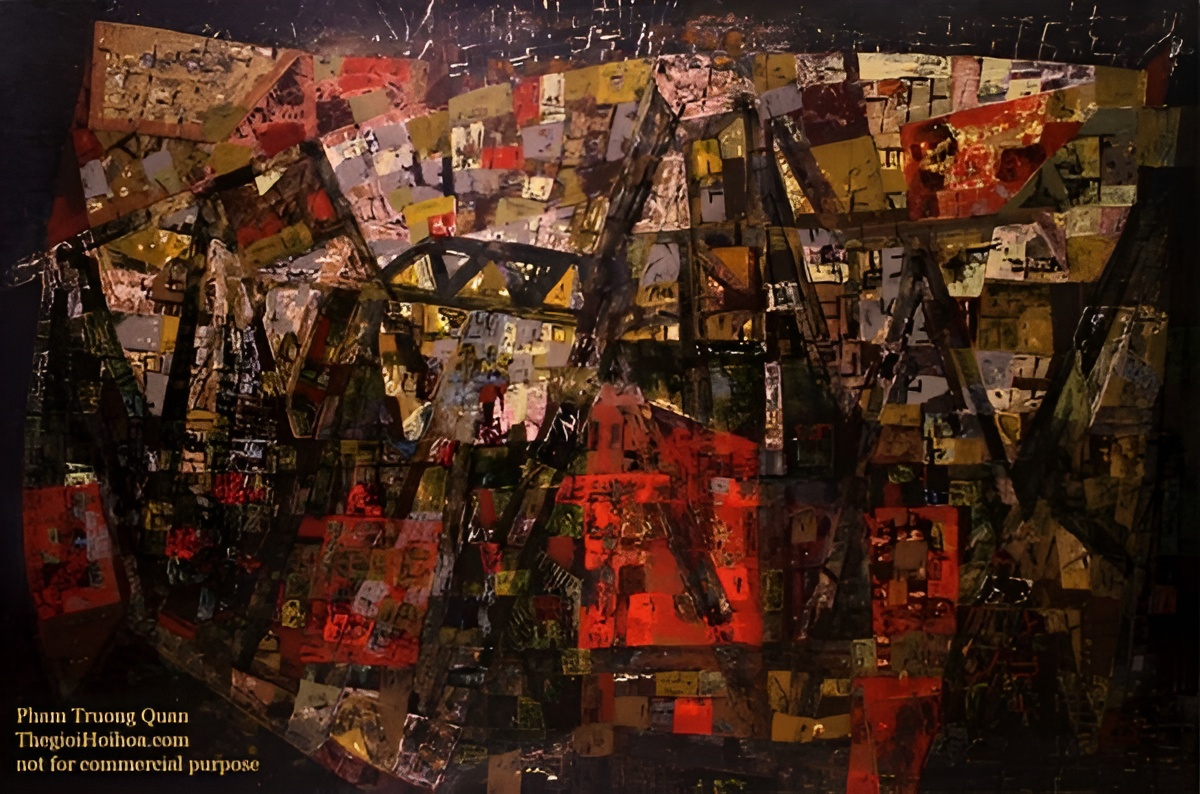 Pham Truong Quan
ThegioiHoihoa.com
not for commercial purpose